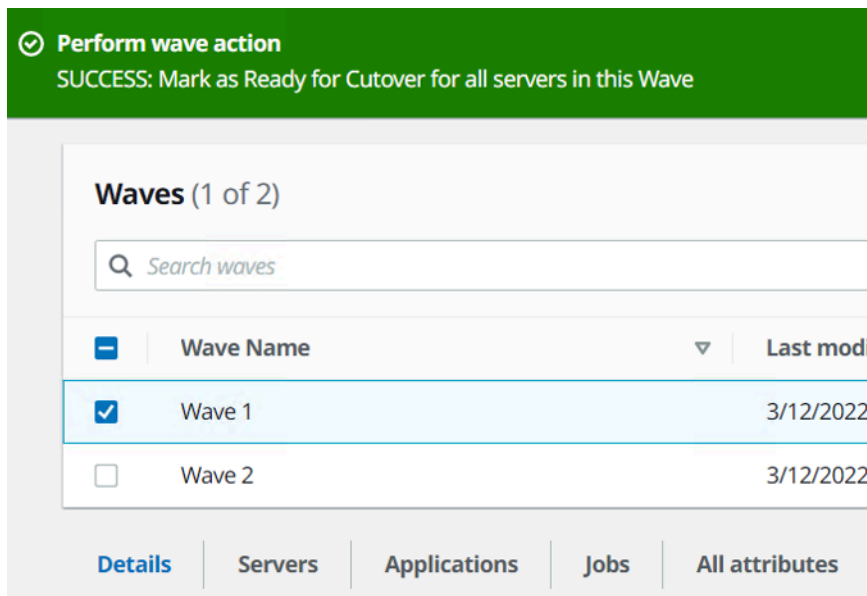 Perform wave action
SUCCESS: Mark as Ready for Cutover for all servers in this Wave
Waves (1 of 2)
Search waves
Wave Name Last modi
Wave 1 3/12/2022
Wave 2 3/12/2022
Details Servers Applications Jobs All attributes